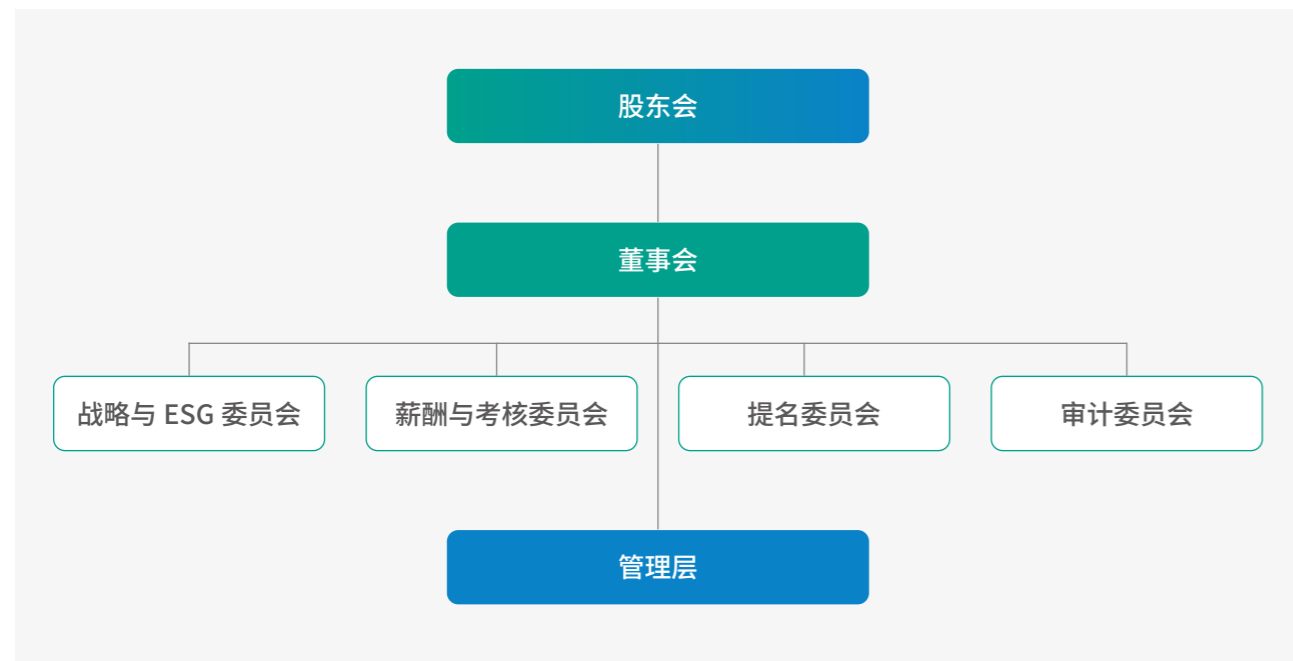 股东会
董事会
战略与 ESG 委员会
薪酬与考核委员会
提名委员会
审计委员会
管理层